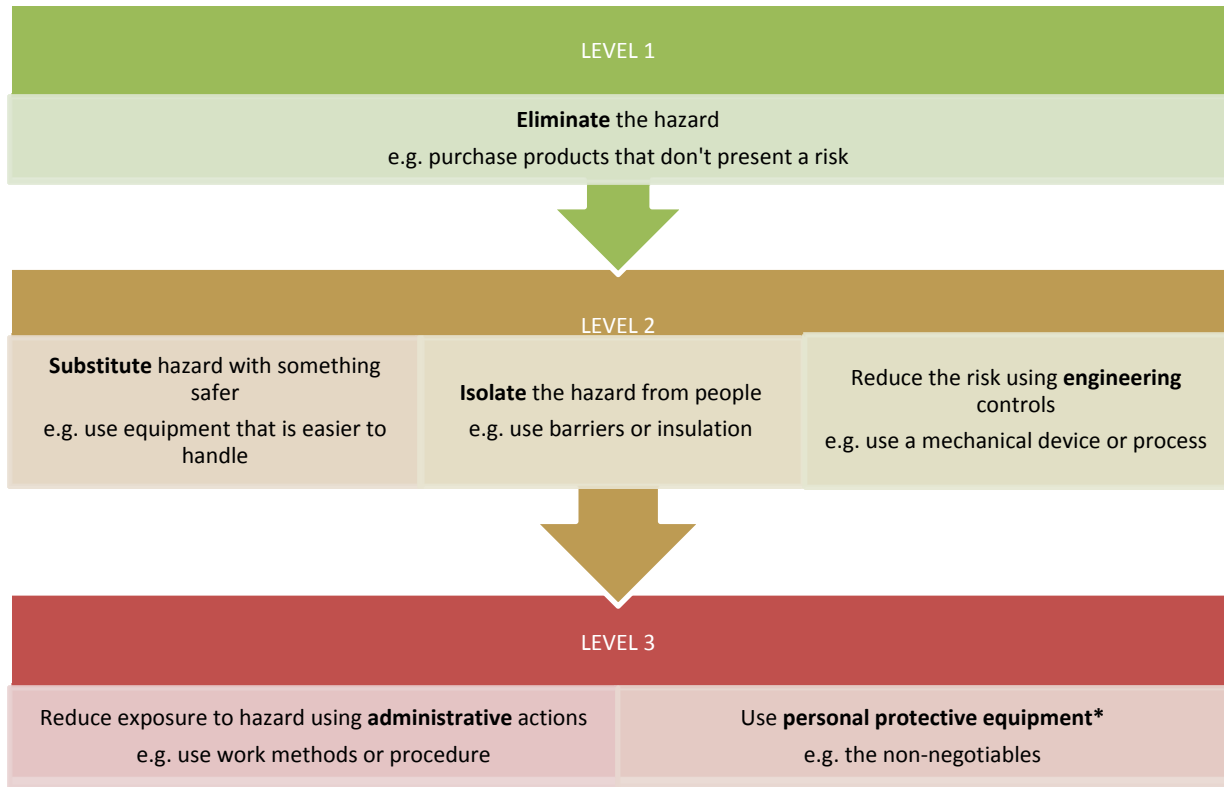 LEVEL 1
Eliminate the hazard
e.g. purchase products that don't present a risk
LEVEL 2
Substitute hazard with something
safer
e.g. use equipment that is easier to
handle
Isolate the hazard from people
e.g. use barriers or insulation
Reduce the risk using engineering
controls
e.g. use a mechanical device or process
LEVEL 3
Reduce exposure to hazard using administrative actions
e.g. use work methods or procedure
Use personal protective equipment*
e.g. the non-negotiables